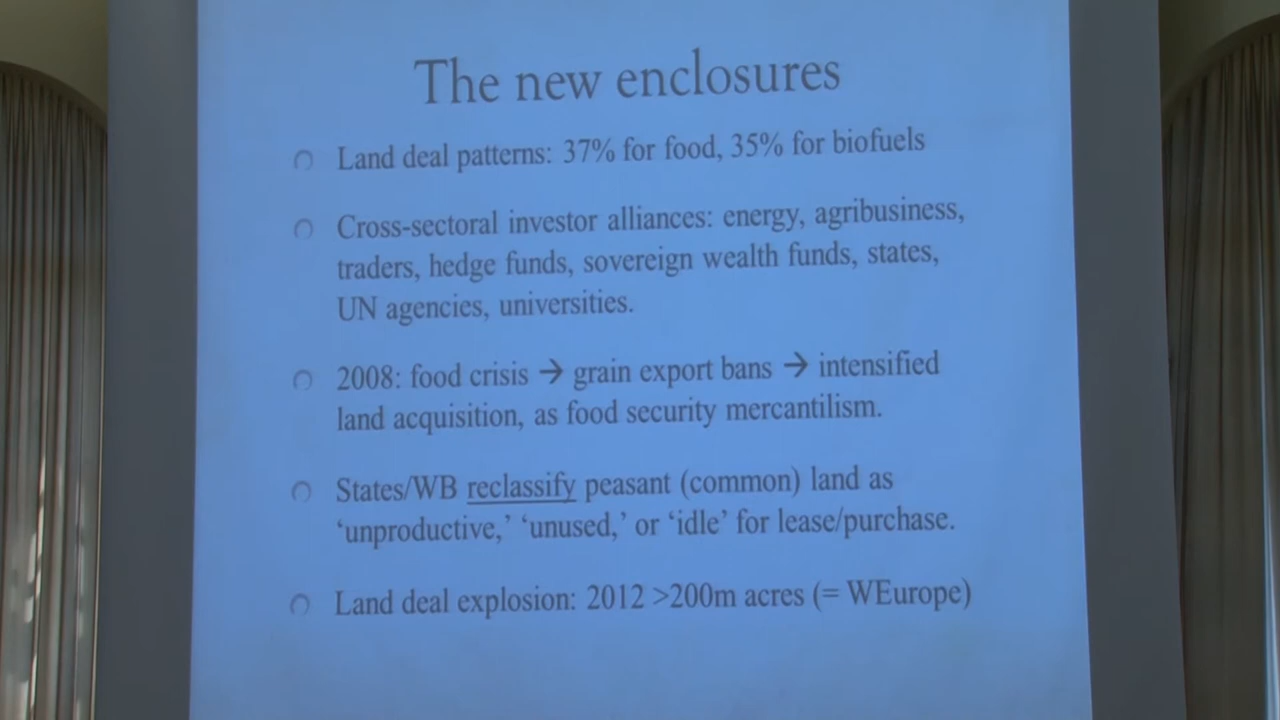 The new enclosures
Land deal patterns: 37% for food, 35% for biofuels
Cross-sectoral investor alliances: energy, agribusiness,
traders, hedge funds, sovereign wealth funds, states,
UN agencies, universities.
2008: food crisis → grain export bans → intensified
land acquisition, as food security mercantilism.
States/WB reclassify peasant (common) land as
‘unproductive,’ ‘unused,’ or ‘idle’ for lease/purchase.
Land deal explosion: 2012 >200m acres (= WEurope)